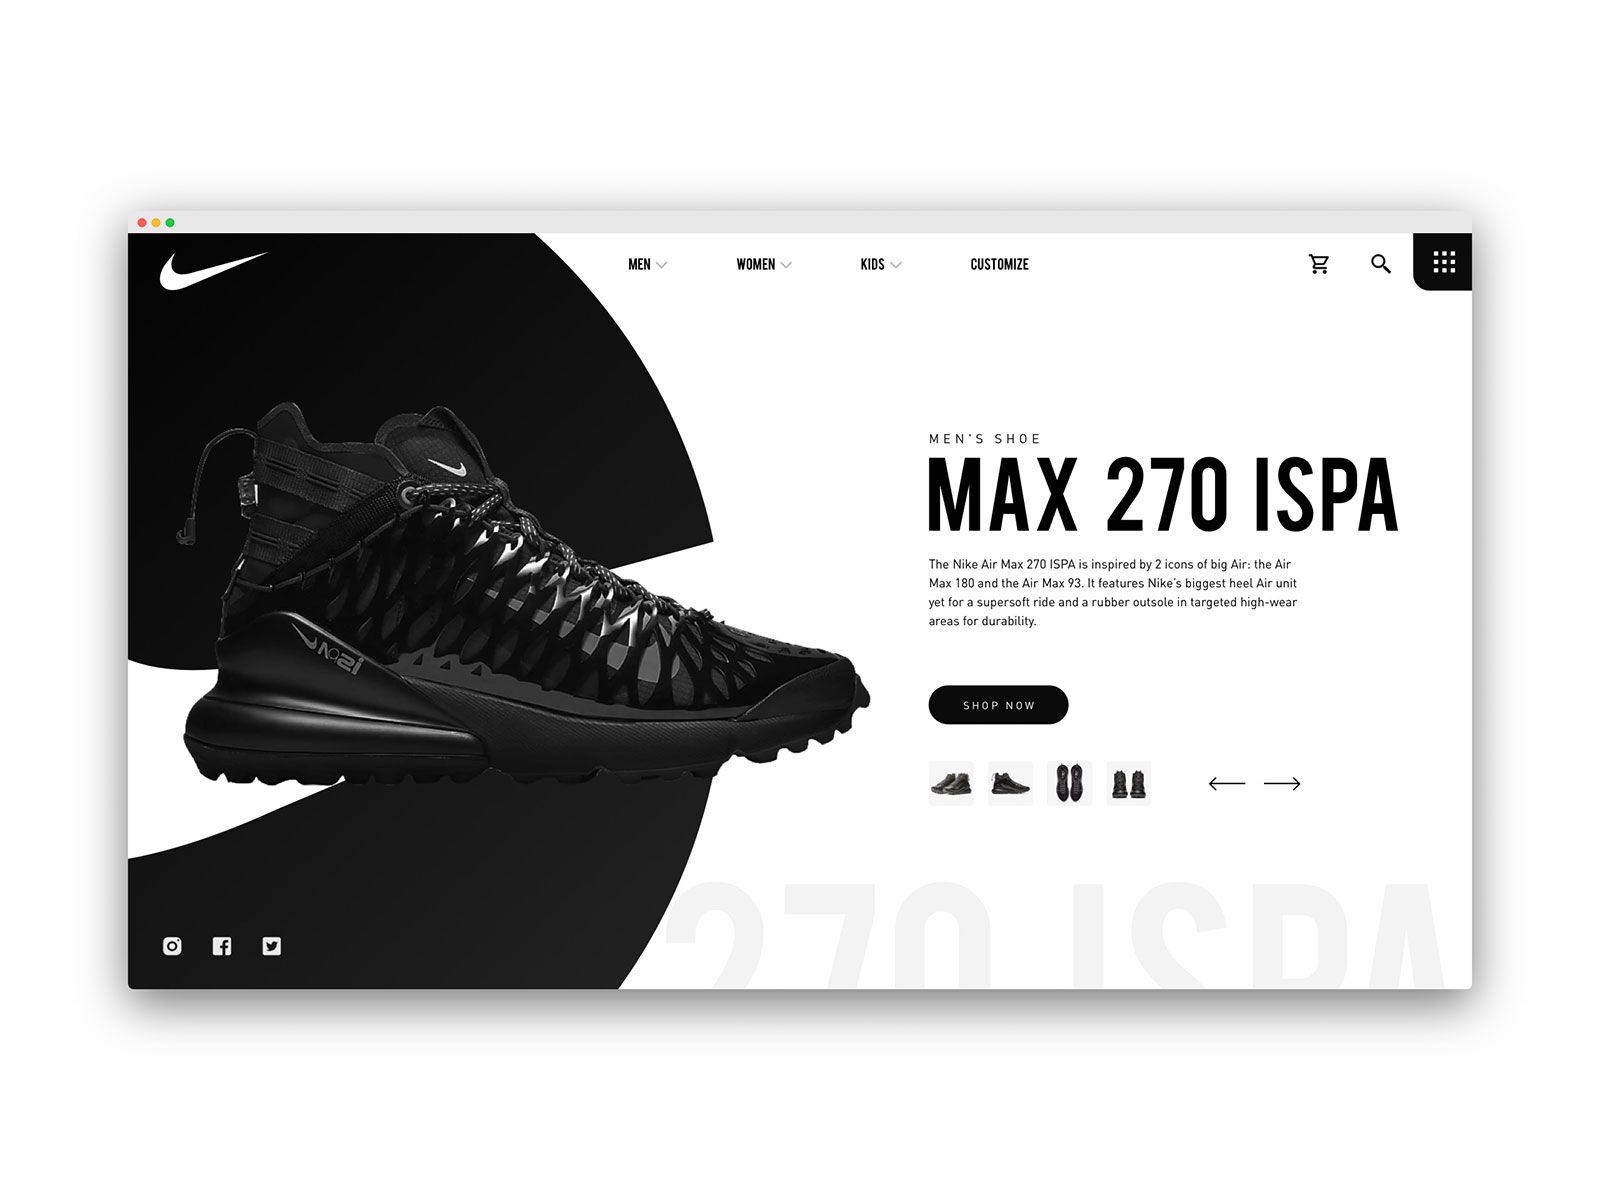 MEN
WOMEN
KIDS
CUSTOMIZE
MEN'S SHOE
MAX 270 ISPA
The Nike Air Max 270 ISPA is inspired by 2 icons of big Air: the Air
Max 180 and the Air Max 93. It features Nike's biggest heel Air unit
yet for a supersoft ride and a rubber outsole in targeted high-wear
areas for durability.
SHOP NOW
270 ISPA